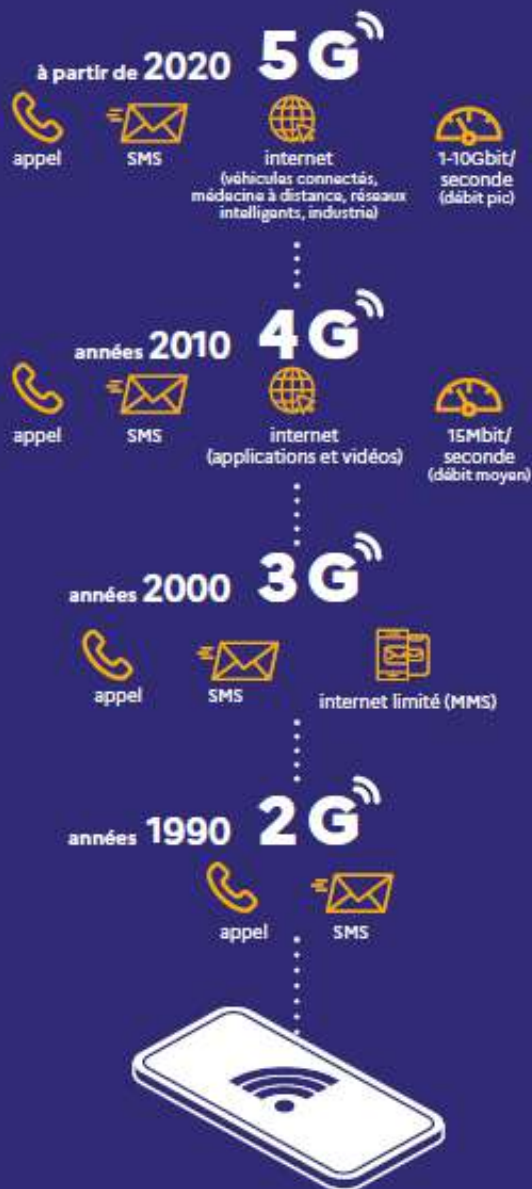 à partir de 2020 5G
appel
SMS
internet
(véhicules connectés,
médecine à distance, réseaux
intelligents, industrie)
1-10Gbit/
seconde
(débit pic)
années 2010 4G
appel
SMS
internet
(applications et vidéos)
15Mbit/
seconde
(débit moyen)
années 2000 3G
appel
SMS
internet limité (MMS)
années 1990 2G
appel
SMS